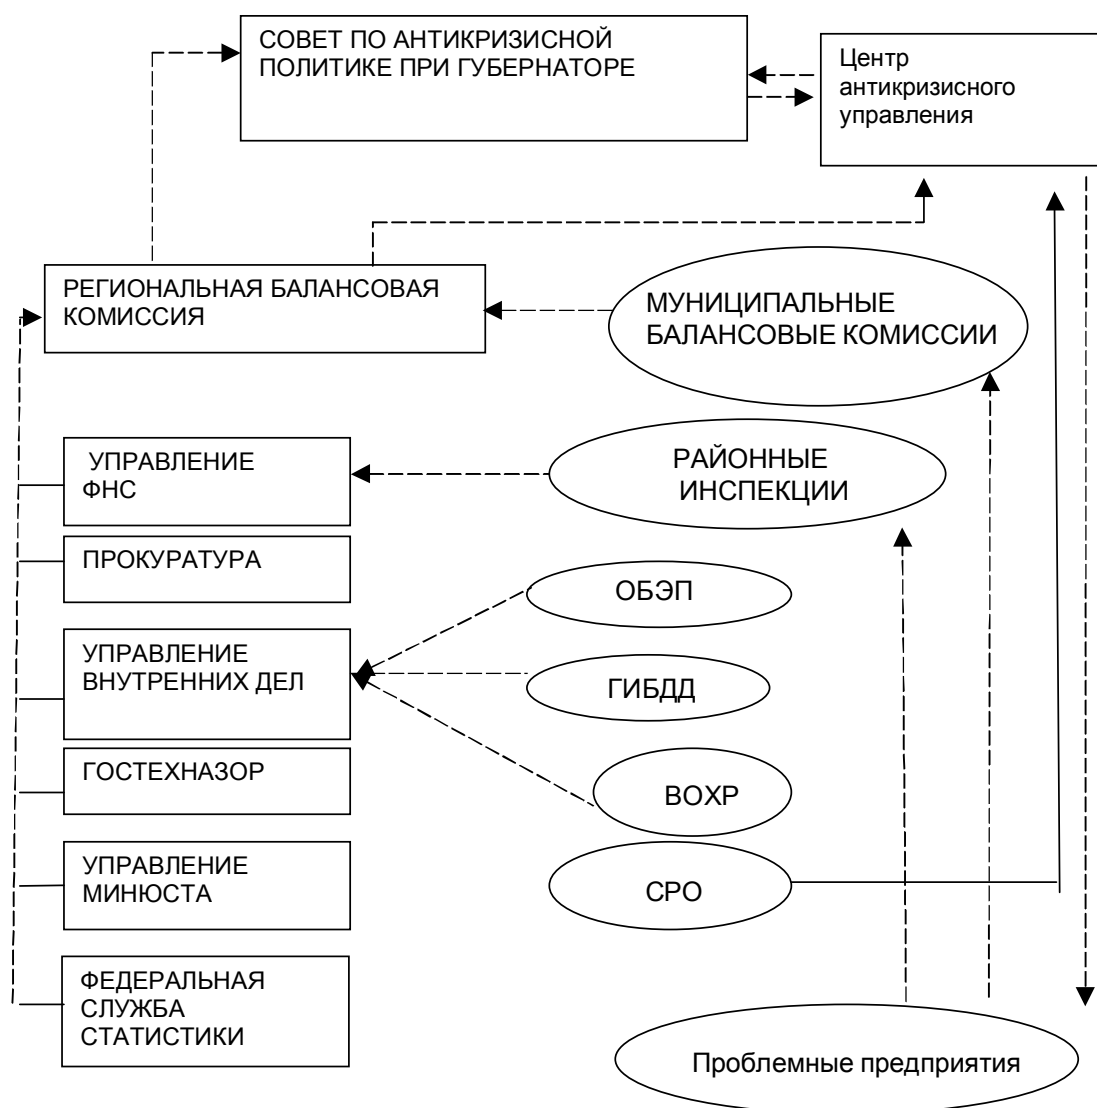 СОВЕТ ПО АНТИКРИЗИСНОЙ
ПОЛИТИКЕ ПРИ ГУБЕРНАТОРЕ
Центр
антикризисного
управления
РЕГИОНАЛЬНАЯ БАЛАНСОВАЯ
КОМИССИЯ
МУНИЦИПАЛЬНЫЕ
БАЛАНСОВЫЕ КОМИССИИ
УПРАВЛЕНИЕ
ФНС
РАЙОННЫЕ
ИНСПЕКЦИИ
ПРОКУРАТУРА
ОБЭП
УПРАВЛЕНИЕ
ВНУТРЕННИХ ДЕЛ
ГИБДД
ГОСТЕХНАЗОР
ВОХР
УПРАВЛЕНИЕ
МИНЮСТА
СРО
ФЕДЕРАЛЬНАЯ
СЛУЖБА
СТАТИСТИКИ
Проблемные предприятия